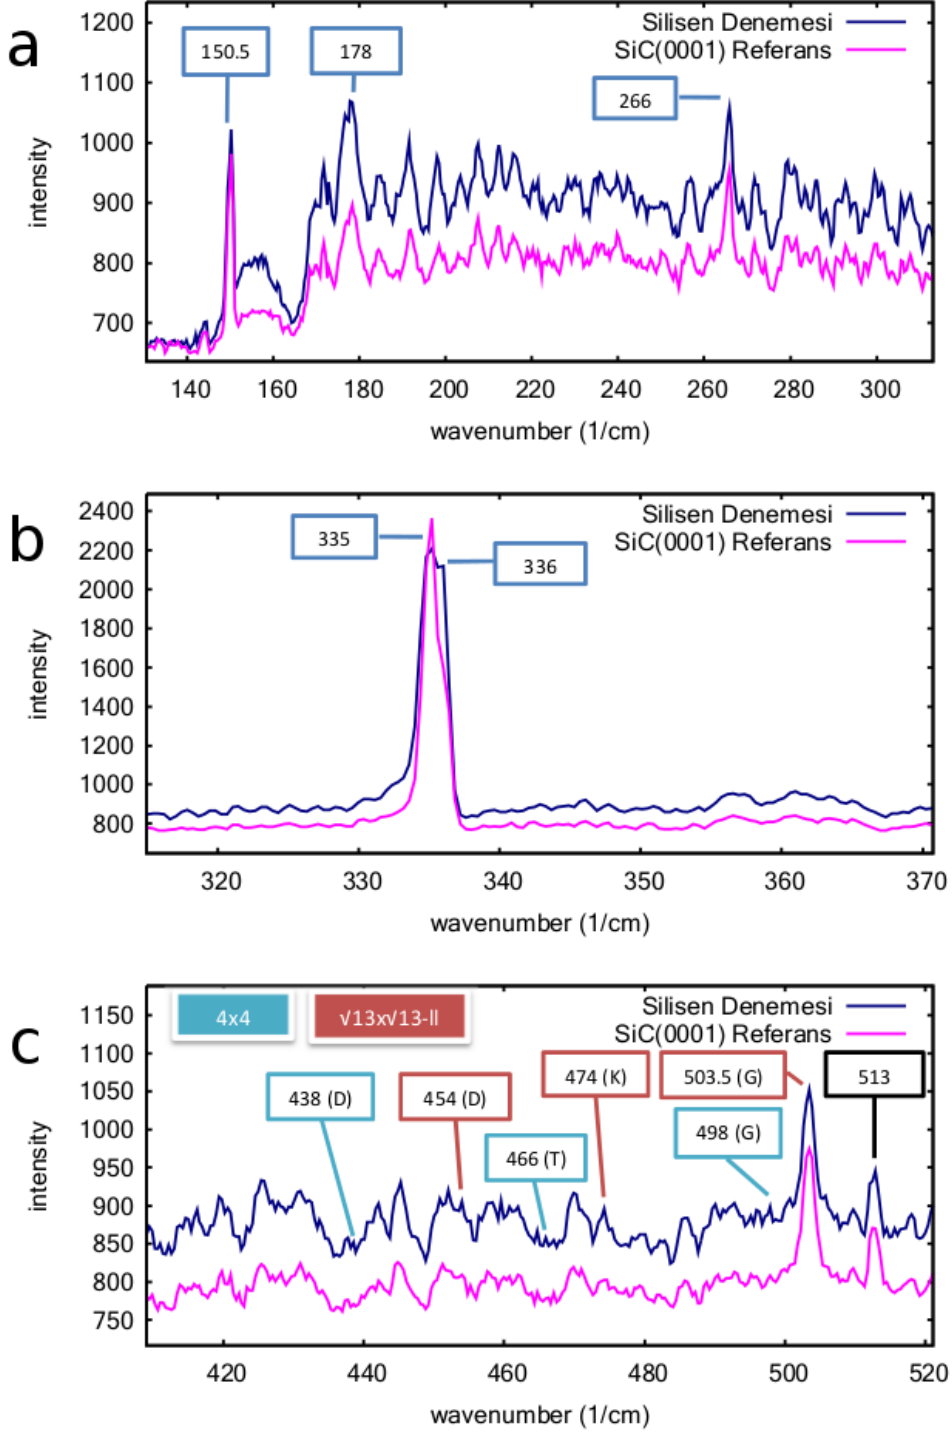 a
1200
1100
1000
900
800
700
intensity
Silisen Denemesi
SiC(0001) Referans
150.5
178
266
140 160 180 200 220 240 260 280 300
wavenumber (1/cm)
b
2400
2200
2000
1800
1600
1400
1200
1000
800
intensity
Silisen Denemesi
SiC(0001) Referans
335
336
320 330 340 350 360 370
wavenumber (1/cm)
c
1150
1100
1050
1000
950
900
850
800
750
intensity
4x4
√13x√13-II
Silisen Denemesi
SiC(0001) Referans
438 (D)
454 (D)
466 (T)
474 (K)
503.5 (G)
498 (G)
513
420 440 460 480 500 520
wavenumber (1/cm)